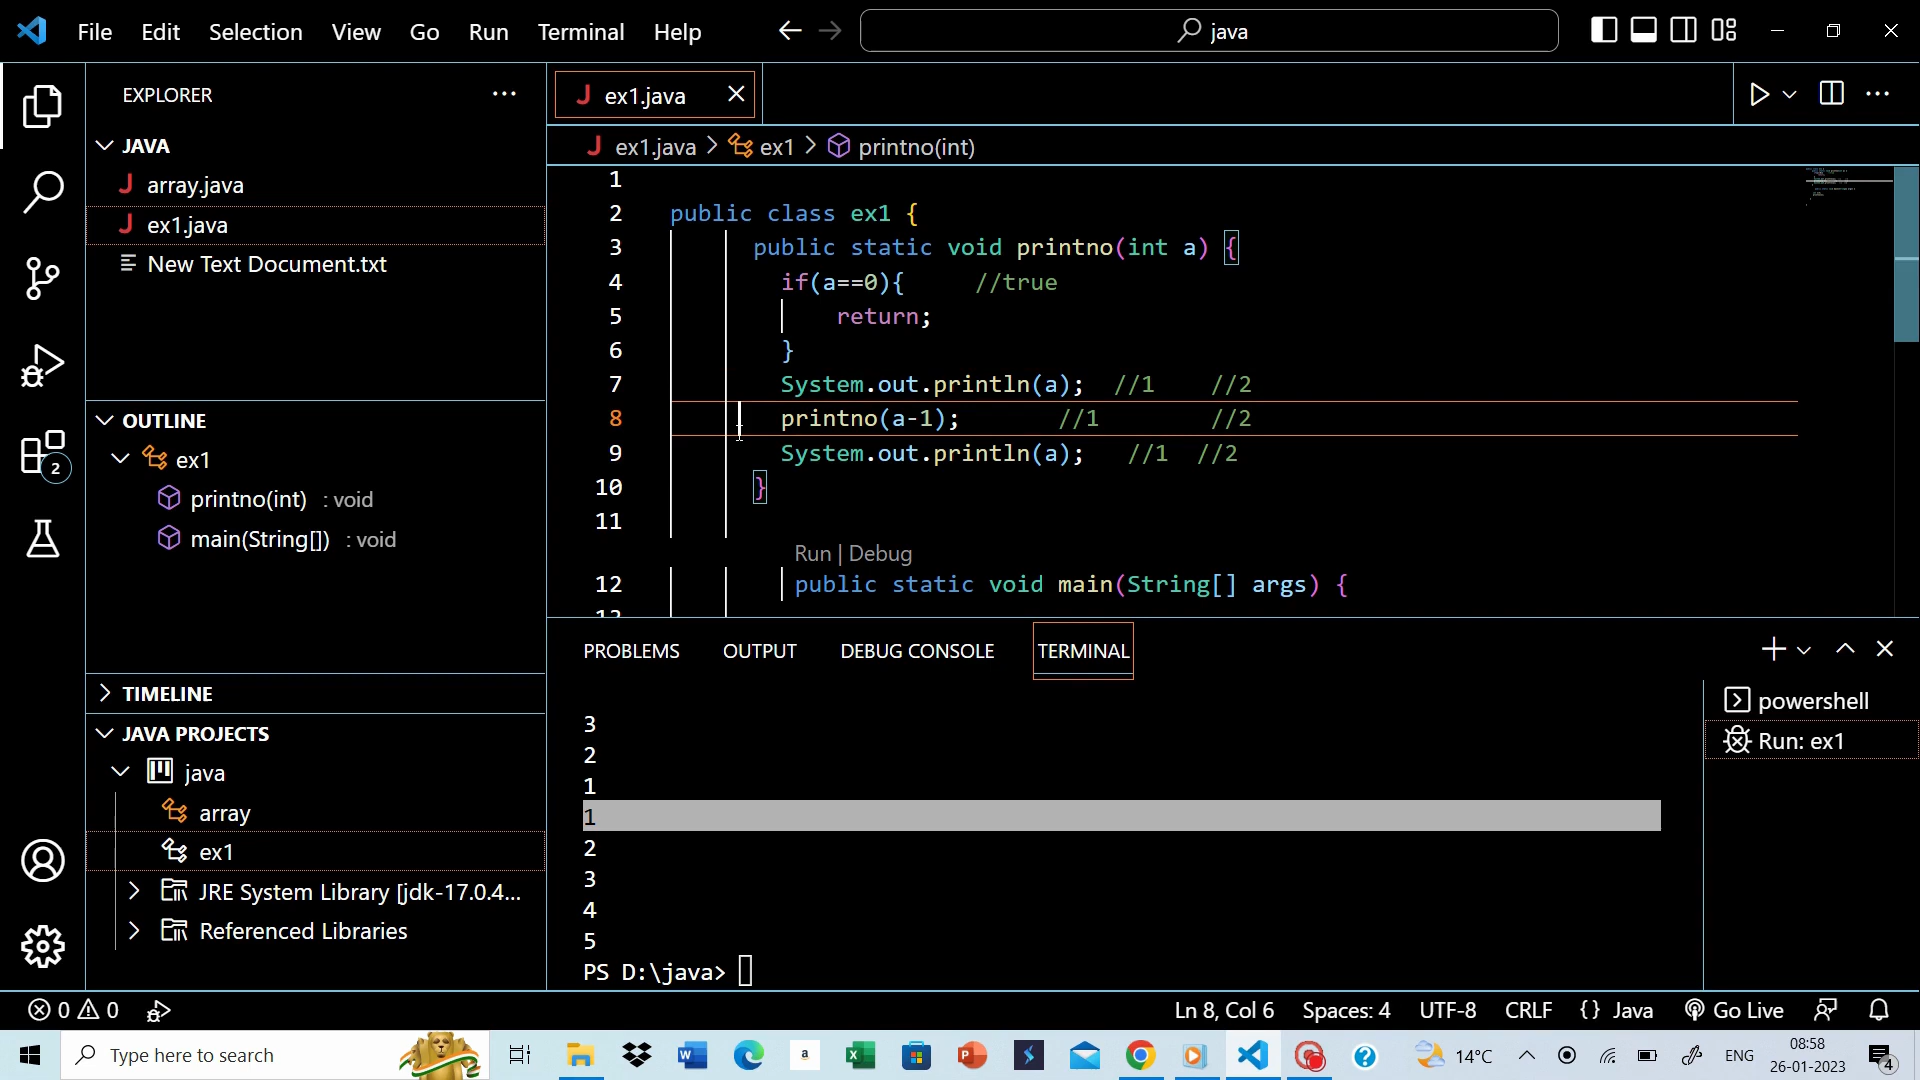 File Edit Selection View Go Run Terminal Help
java
EXPLORER
JAVA
array.java
ex1.java
New Text Document.txt
OUTLINE
ex1
printno(int) : void
main(String[]) : void
TIMELINE
JAVA PROJECTS
java
array
ex1
JRE System Library [jdk-17.0.4...
Referenced Libraries
2
ex1.java
ex1.java > ex1 > printno(int)
1
2 public class ex1 {
3 public static void printno(int a) {
4 if(a==0){ //true
5 return;
6 }
7 System.out.println(a); //1 //2
8 printno(a-1); //1 //2
9 System.out.println(a); //1 //2
10 }
11
Run | Debug
12 public static void main(String[] args) {
PROBLEMS OUTPUT DEBUG CONSOLE TERMINAL
3
2
1
1
2
3
4
5
PS D:\java>
powershell
Run: ex1
0 0 Ln 8, Col 6 Spaces: 4 UTF-8 CRLF {} Java Go Live
Type here to search
14°C ENG 08:58
26-01-2023
4